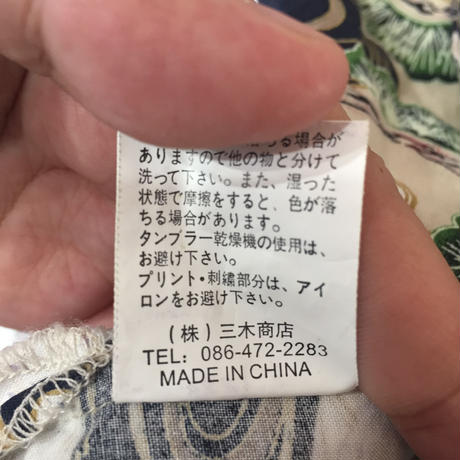 ちる場合が
ありますので他の物と分けて
洗って下さい。また、湿った
状態で摩擦をすると、色が落
ちる場合があります。
タンブラー乾燥機の使用は、
お避け下さい。
プリント・刺繍部分は、アイ
ロンをお避け下さい。
(株)三木商店
TEL: 086-472-2283
MADE IN CHINA